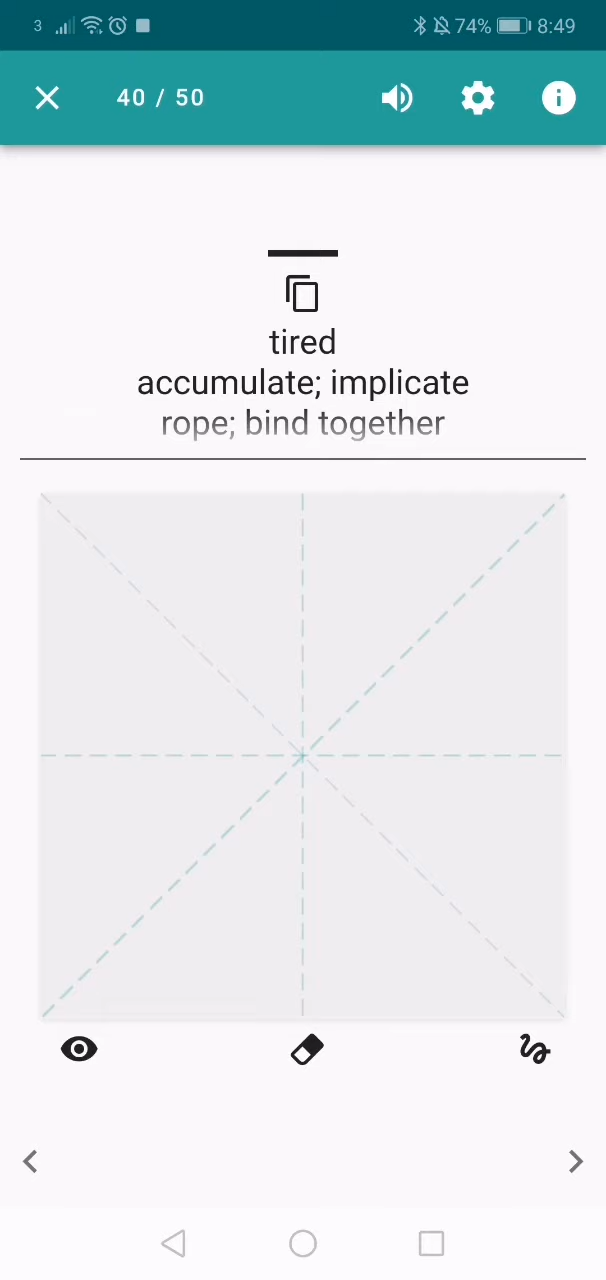 3 74% 8:49
40 / 50
tired
accumulate; implicate
rope; bind together